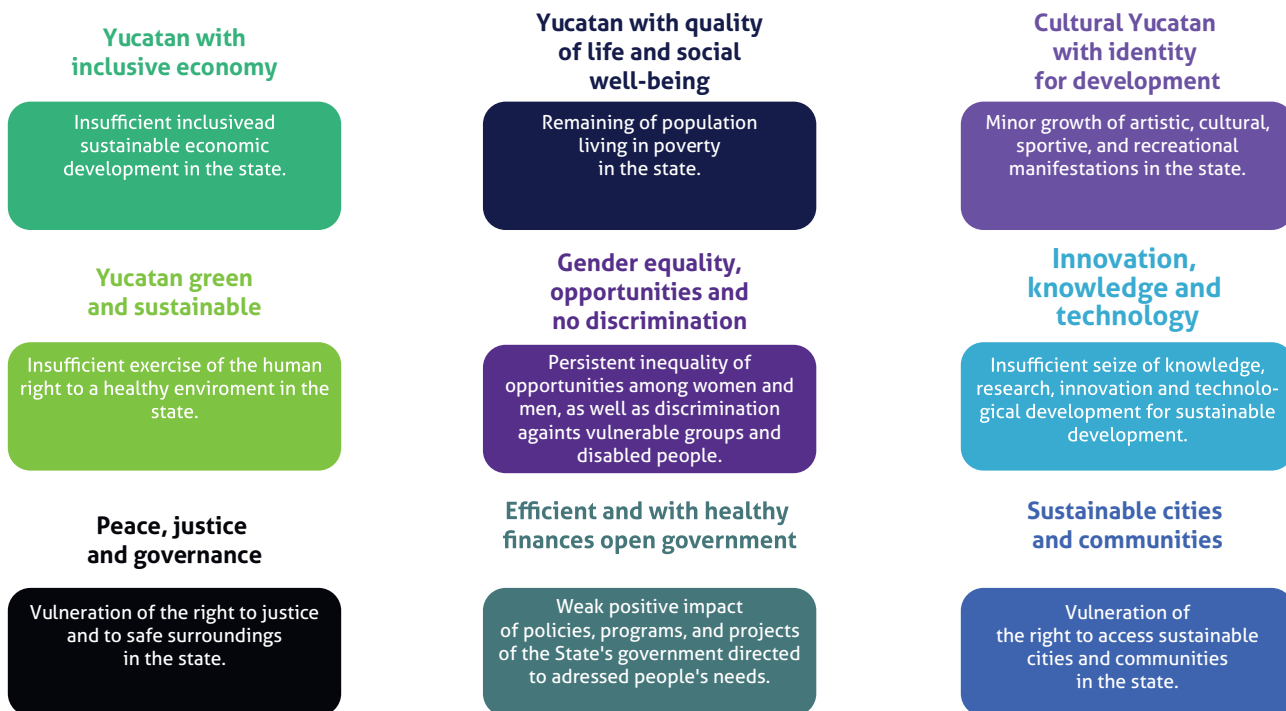 Yucatan with
inclusive economy
Insufficient inclusivead
sustainable economic
development in the state.
Yucatan with quality
of life and social
well-being
Remaining of population
living in poverty
in the state.
Cultural Yucatan
with identity
for development
Minor growth of artistic, cultural,
sportive, and recreational
manifestations in the state.
Yucatan green
and sustainable
Insufficient exercise of the human
right to a healthy enviroment in the
state.
Gender equality,
opportunities and
no discrimination
Persistent inequality of
opportunities among women and
men, as well as discrimination
againts vulnerable groups and
disabled people.
Innovation,
knowledge and
technology
Insufficient seize of knowledge,
research, innovation and technolo-
gical development for sustainable
development.
Peace, justice
and governance
Vulneration of the right to justice
and to safe surroundings
in the state.
Efficient and with healthy
finances open government
Weak positive impact
of policies, programs, and projects
of the State's government directed
to adressed people's needs.
Sustainable cities
and communities
Vulneration of
the right to access sustainable
cities and communities
in the state.